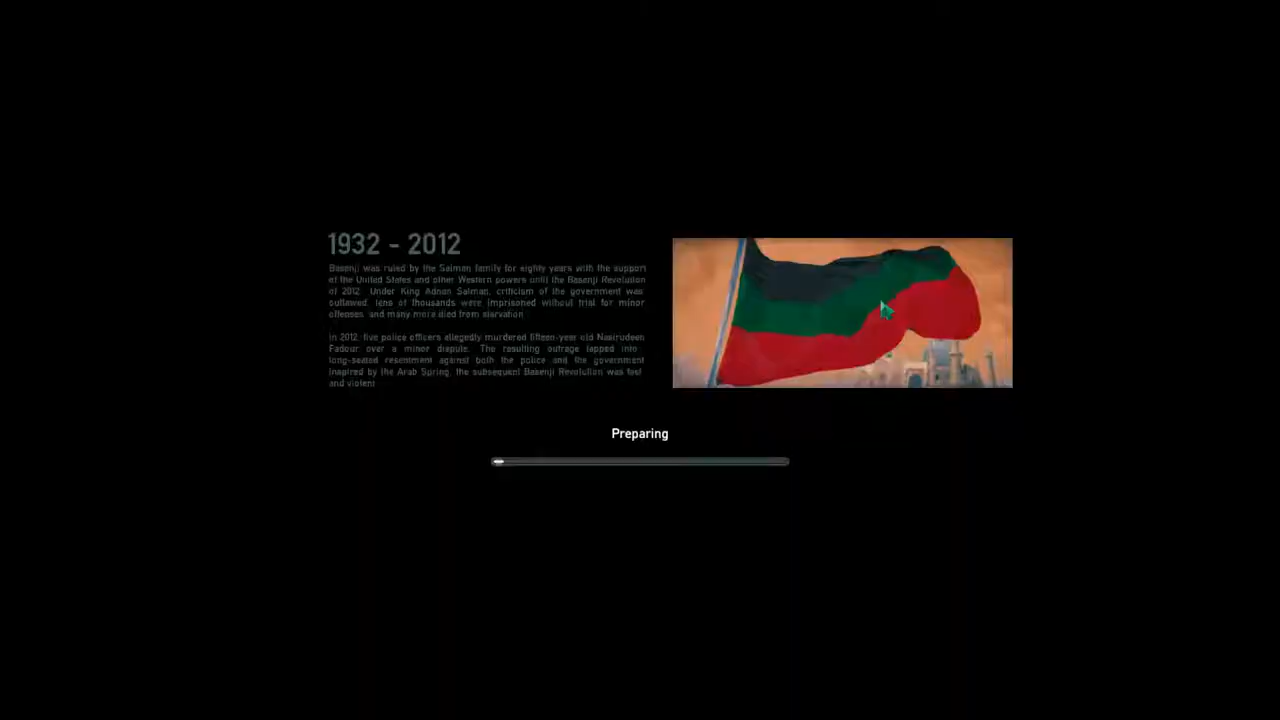 1932 - 2012
Basenji was ruled by the Salman family for eighty years with the support
of the United States and other Western powers until the Basenji Revolution
of 2012. Under King Adnan Salman, criticism of the government was
outlawed, tens of thousands were imprisoned without trial for minor
offenses, and many more died from starvation.
In 2012, five police officers allegedly murdered fifteen-year old Nasirudeen
Fadour over a minor dispute. The resulting outrage tapped into
long-seated resentment against both the police and the government.
Inspired by the Arab Spring, the subsequent Basenji Revolution was fast
and violent.
Preparing